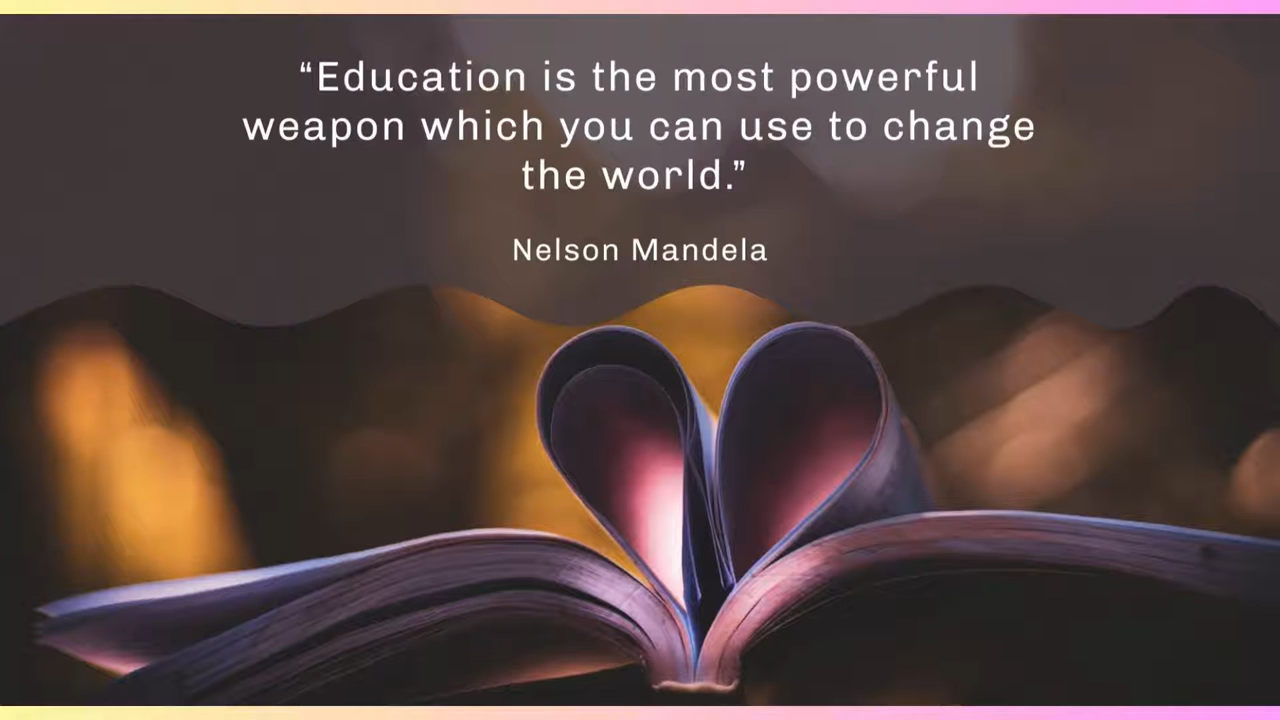 “Education is the most powerful
weapon which you can use to change
the world.”
Nelson Mandela